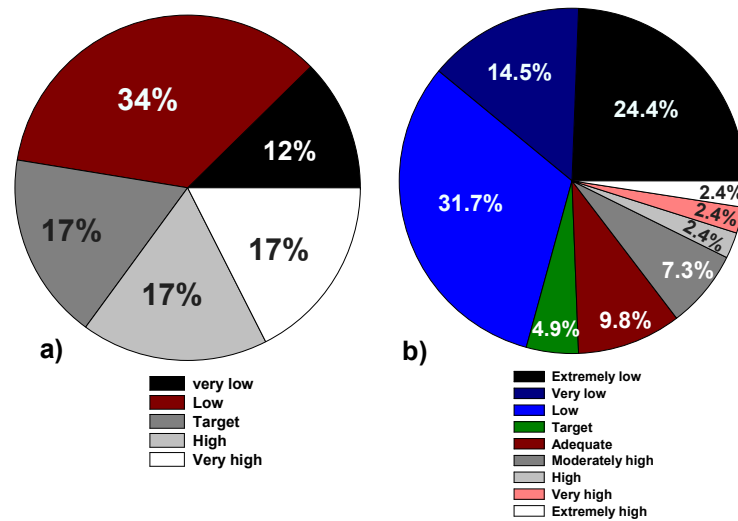 34%
12%
17%
17%
17%
a)
very low
Low
Target
High
Very high
14.5%
24.4%
31.7%
2.4%
2.4%
2.4%
7.3%
9.8%
4.9%
b)
Extremely low
Very low
Low
Target
Adequate
Moderately high
High
Very high
Extremely high